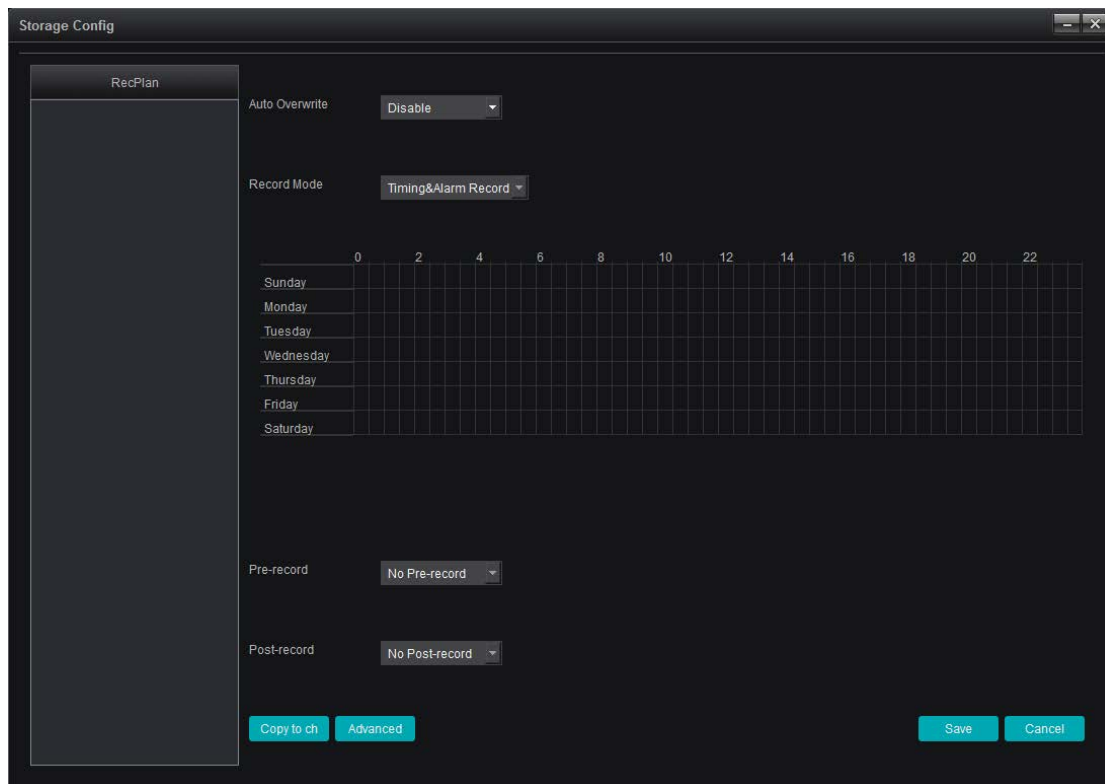 Storage Config
RecPlan
Auto Overwrite
Disable
Record Mode
Timing&Alarm Record
0 2 4 6 8 10 12 14 16 18 20 22
Sunday
Monday
Tuesday
Wednesday
Thursday
Friday
Saturday
Pre-record
No Pre-record
Post-record
No Post-record
Copy to ch Advanced Save Cancel